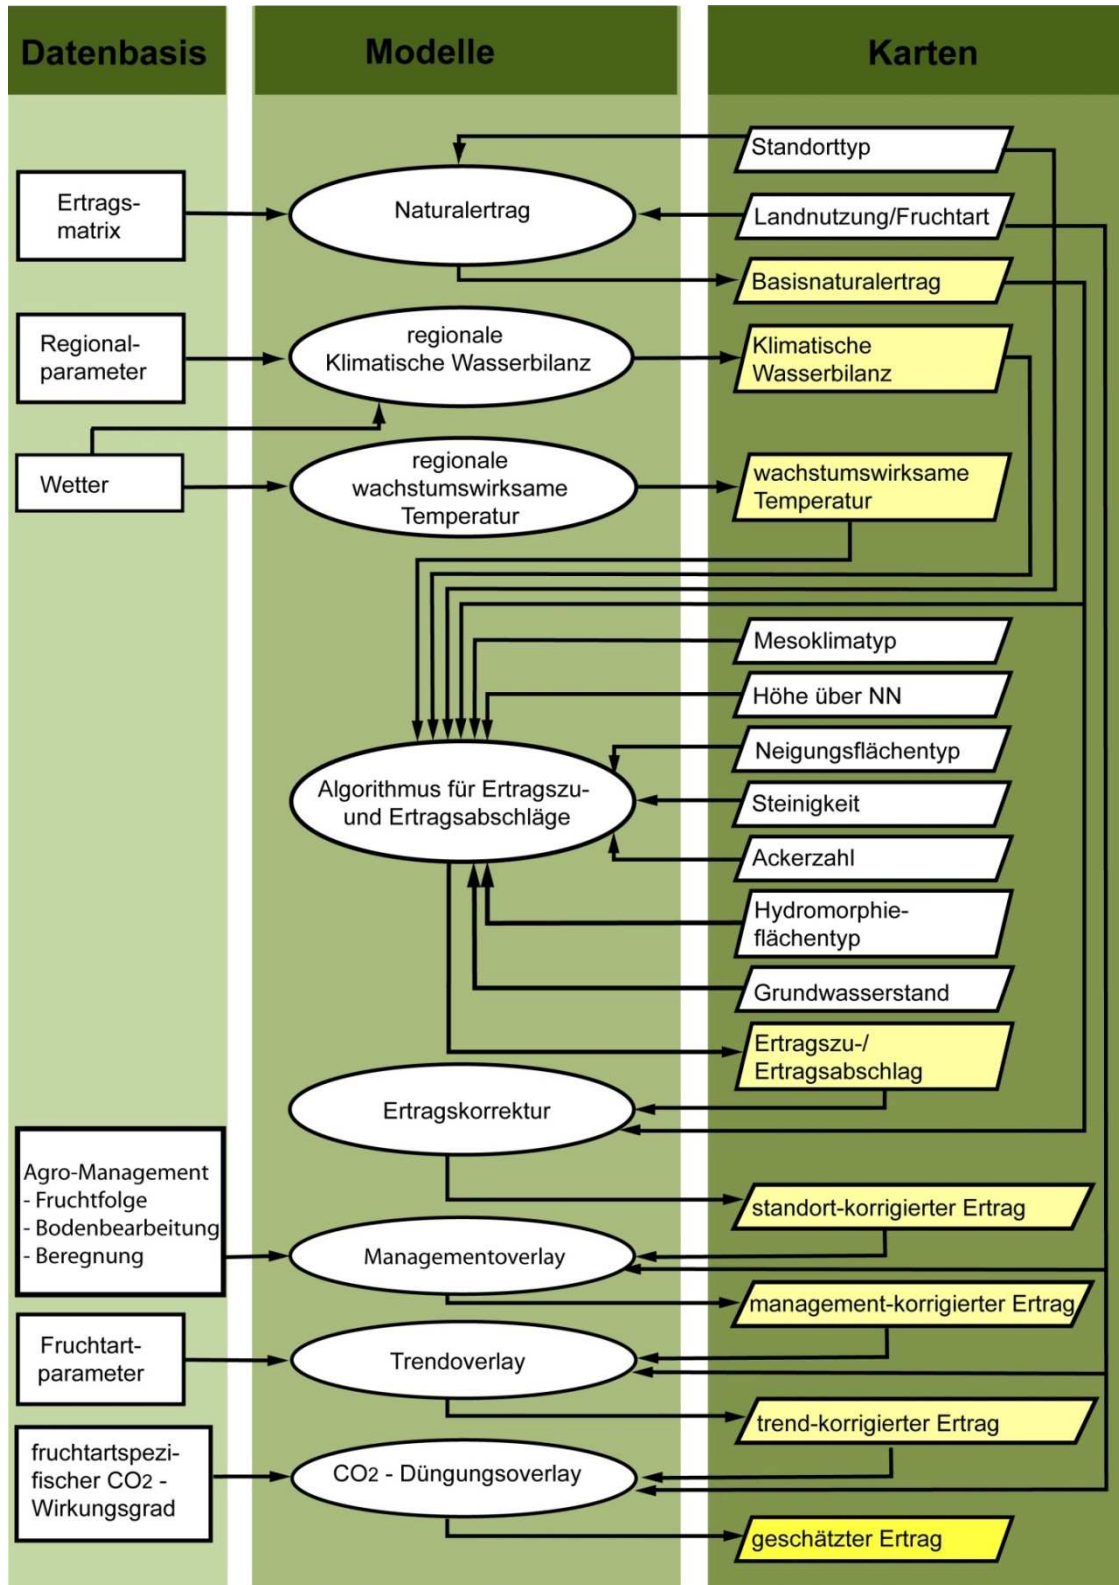 Datenbasis
Modelle
Karten
Ertrags-
matrix
Regional-
parameter
Wetter
Agro-Management
- Fruchtfolge
- Bodenbearbeitung
- Beregnung
Fruchtart-
parameter
fruchtartspezi-
fischer CO2 -
Wirkungsgrad
Naturalertrag
regionale
Klimatische Wasserbilanz
regionale
wachstumswirksame
Temperatur
Algorithmus für Ertragszu-
und Ertragsabschläge
Ertragskorrektur
Managementoverlay
Trendoverlay
CO2 - Düngungsoverlay
Standorttyp
Landnutzung/Fruchtart
Basisnaturalertrag
Klimatische
Wasserbilanz
wachstumswirksame
Temperatur
Mesoklimatyp
Höhe über NN
Neigungsflächentyp
Steinigkeit
Ackerzahl
Hydromorphie-
flächentyp
Grundwasserstand
Ertragszu-/
Ertragsabschlag
standort-korrigierter Ertrag
management-korrigierter Ertrag
trend-korrigierter Ertrag
geschätzter Ertrag